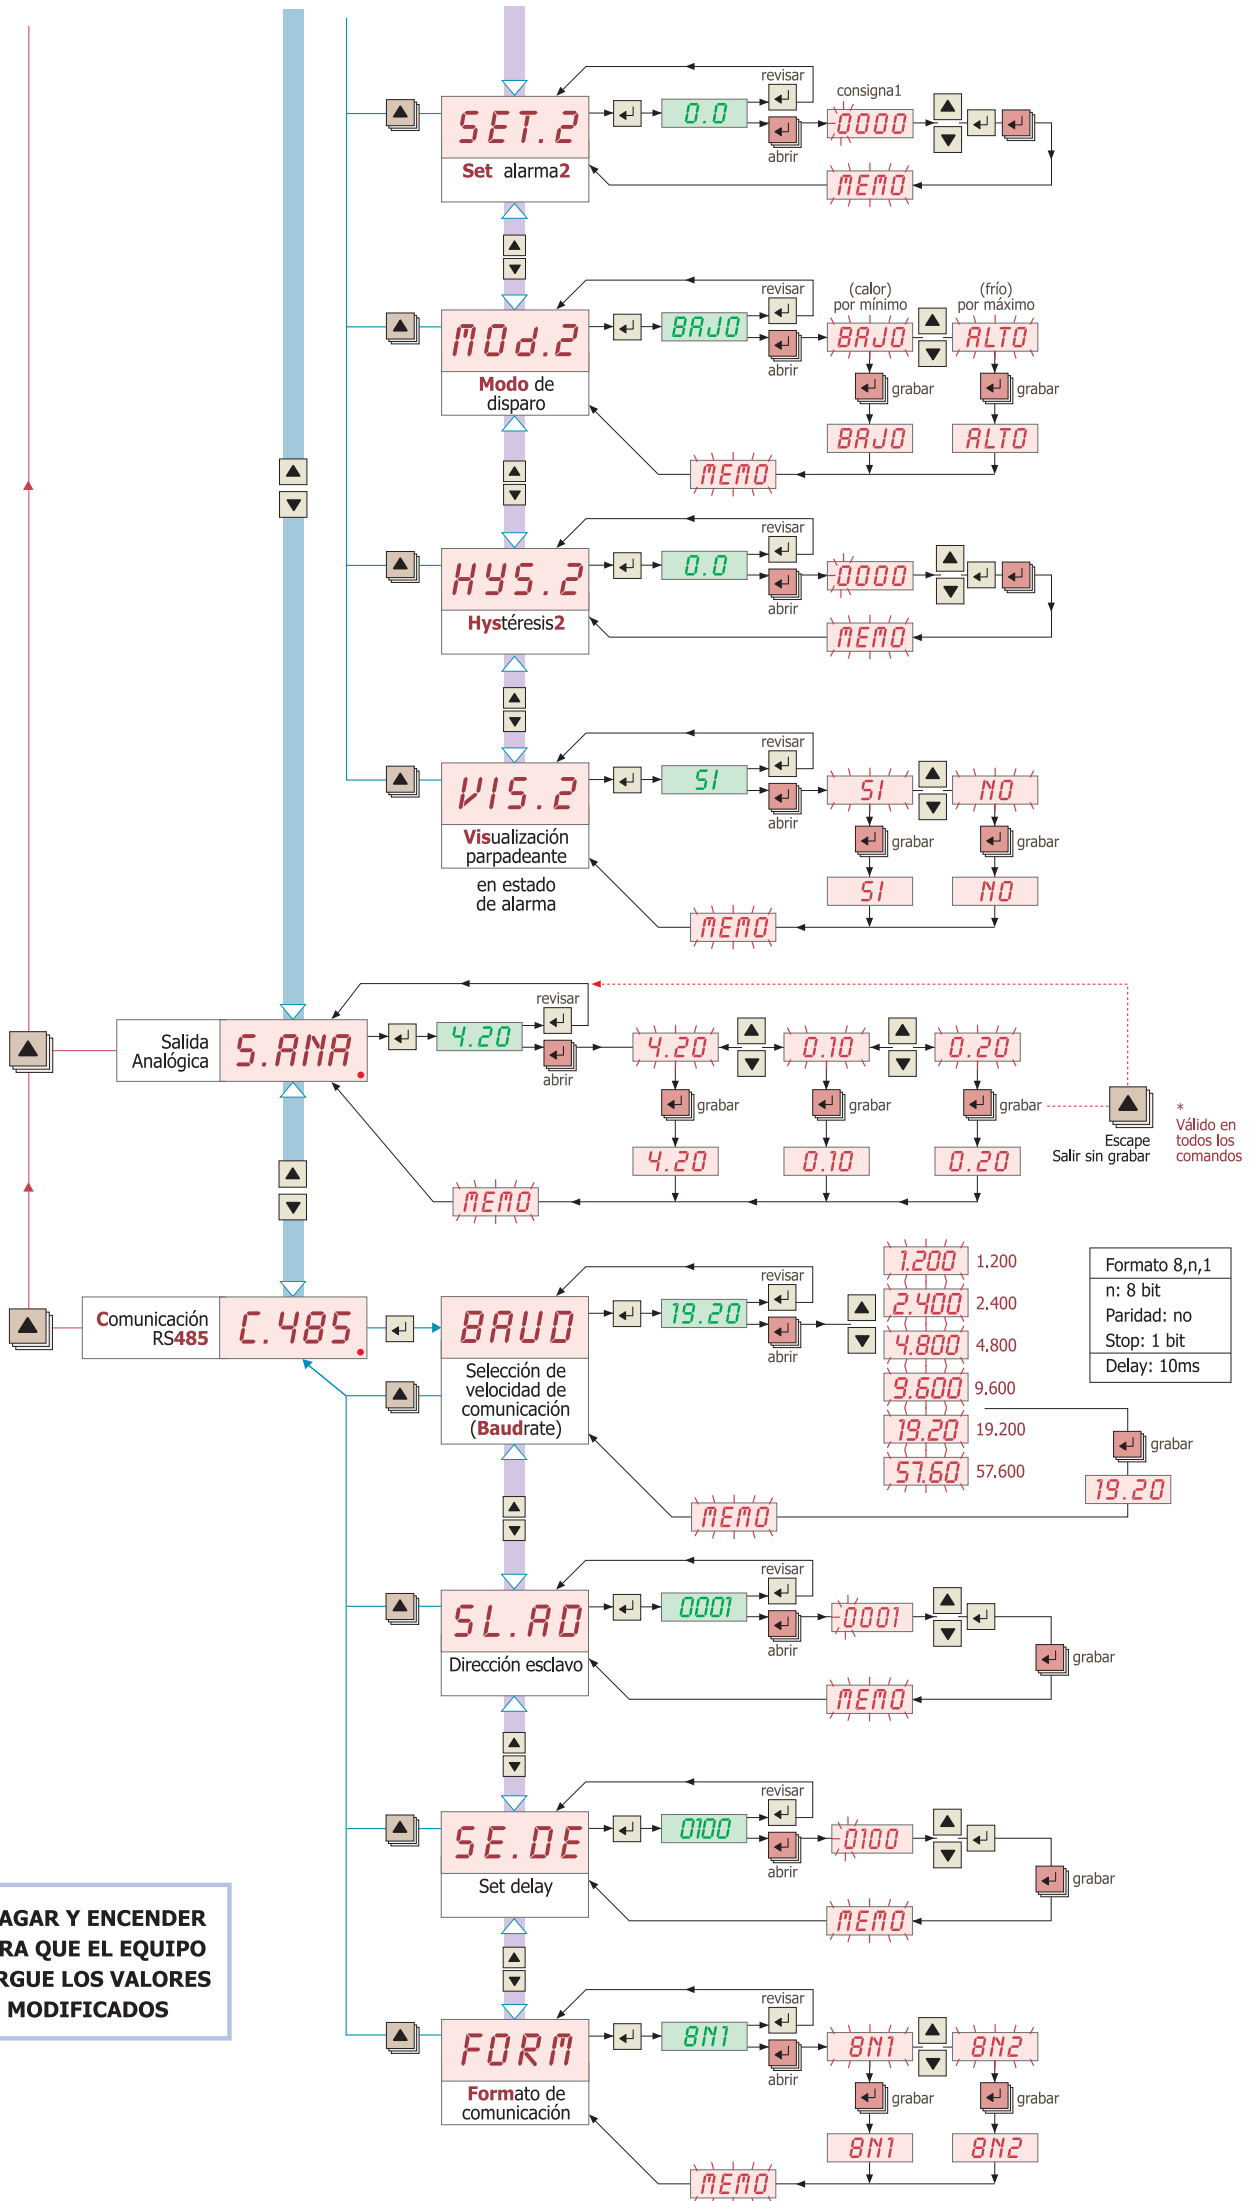 revisar
consigna1
SET.2
0.0
0000
abrir
Set alarma2
MEMO
revisar
(calor)
por mínimo
(frío)
por máximo
MOd.2
BAJO
BAJO
ALTO
abrir
Modo de
disparo
grabar
grabar
BAJO
ALTO
MEMO
revisar
HYS.2
0.0
0000
abrir
Hystéresis2
MEMO
revisar
VIS.2
SI
SI
NO
abrir
Visualización
parpadeante
en estado
de alarma
grabar
grabar
SI
NO
MEMO
revisar
Salida
Analógica
S.ANA
4.20
4.20
0.10
0.20
abrir
grabar
grabar
grabar
Escape
Salir sin grabar
*
Válido en
todos los
comandos
4.20
0.10
0.20
MEMO
revisar
Comunicación
RS485
C.485
BAUD
19.20
abrir
Selección de
velocidad de
comunicación
(Baudrate)
1.200 1.200
2.400 2.400
4.800 4.800
9.600 9.600
19.20 19.200
57.60 57.600
Formato 8,n,1
n: 8 bit
Paridad: no
Stop: 1 bit
Delay: 10ms
grabar
19.20
MEMO
revisar
SL.AD
0001
0001
abrir
Dirección esclavo
grabar
MEMO
revisar
SE.DE
0100
0100
abrir
Set delay
grabar
MEMO
AGAR Y ENCENDER
RA QUE EL EQUIPO
RGUE LOS VALORES
MODIFICADOS
revisar
FORM
8N1
8N1
8N2
abrir
Formato de
comunicación
grabar
grabar
8N1
8N2
MEMO